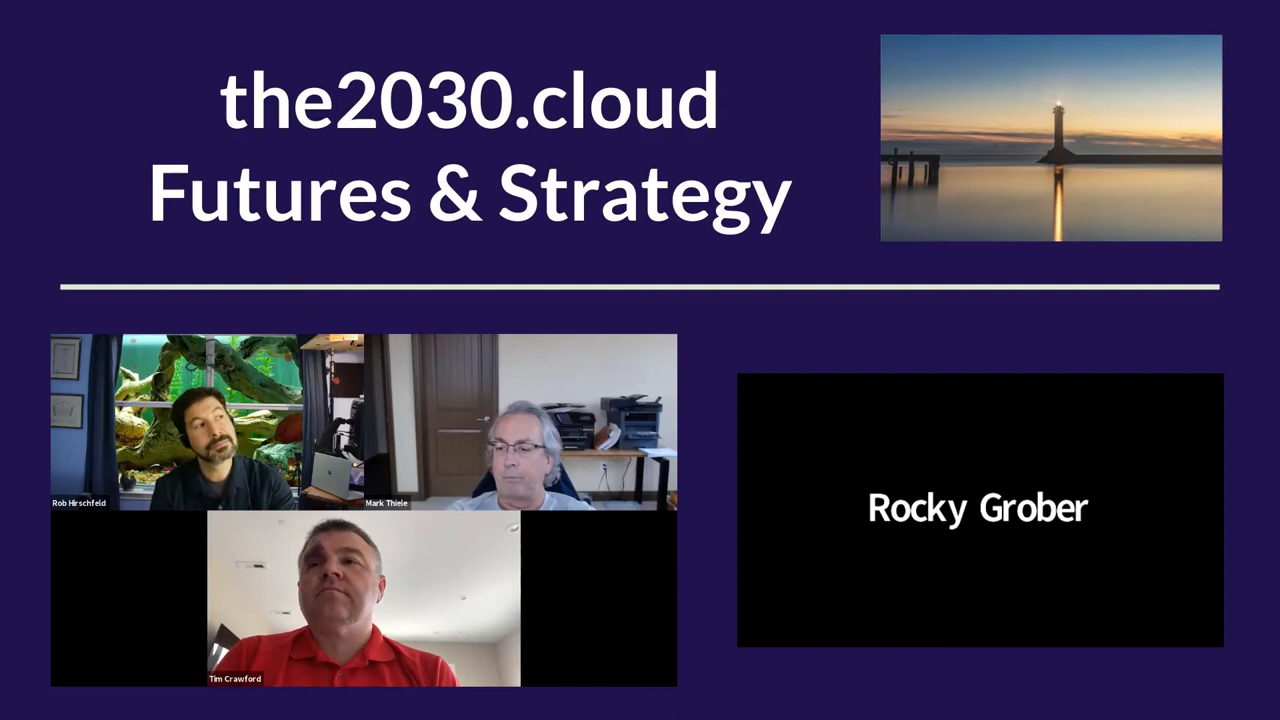 the2030.cloud
Futures & Strategy
Rob Hirschfeld
Mark Thiele
Rocky Grober
Tim Crawford